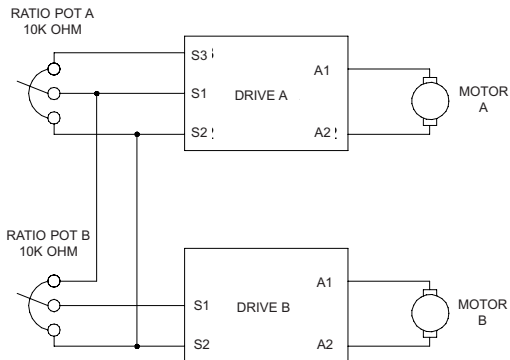 RATIO POT A
10K OHM
S3
A1
S1
DRIVE A
MOTOR
A
S2
A2
RATIO POT B
10K OHM
A1
S1
DRIVE B
MOTOR
B
S2
A2